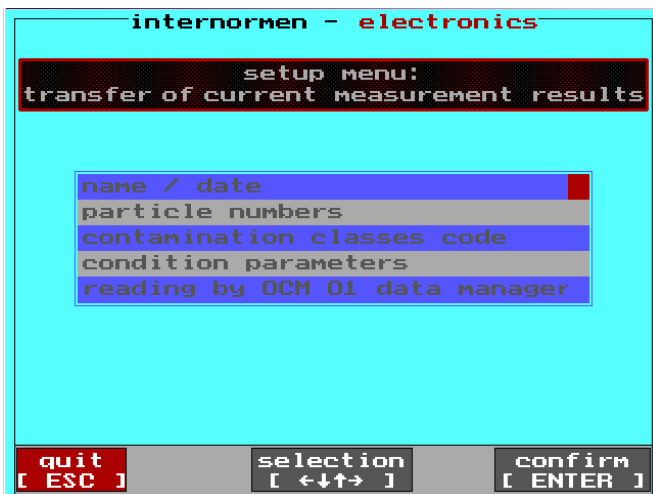 internormen - electronics
setup menu:
transfer of current measurement results
name / date
particle numbers
contamination classes code
condition parameters
reading by OCM 01 data manager
quit selection confirm
[ ESC ] [ ←↓↑→ ] [ ENTER ]